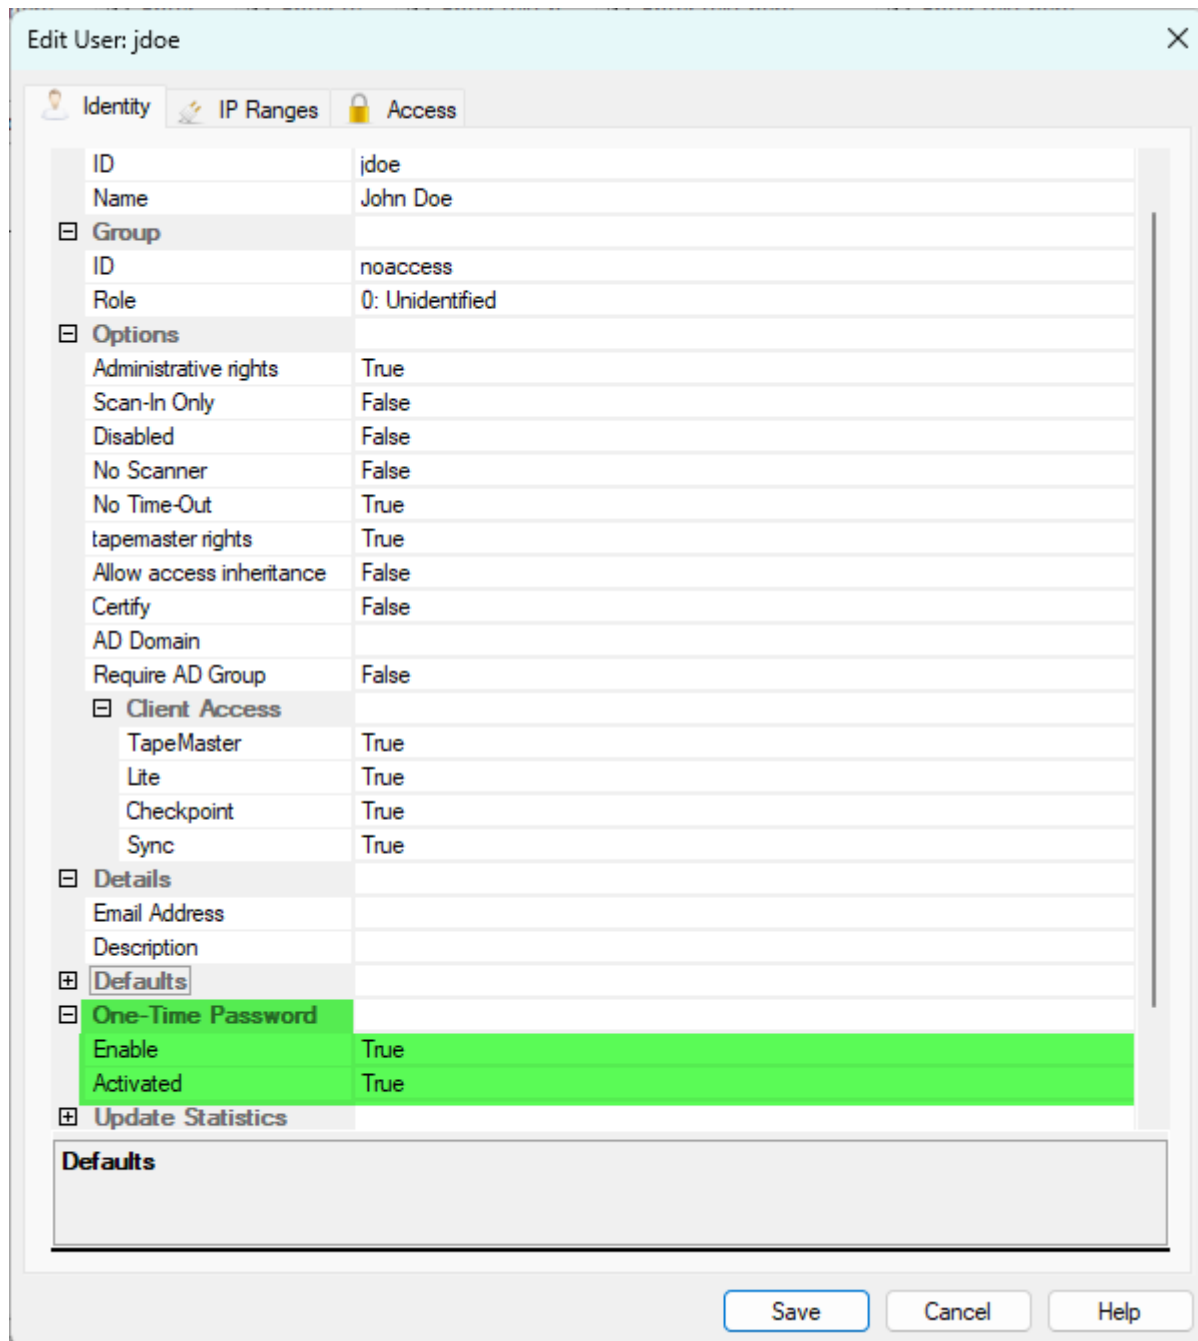 Edit User: jdoe
Identity IP Ranges Access
ID jdoe
Name John Doe
Group
ID noaccess
Role 0: Unidentified
Options
Administrative rights True
Scan-In Only False
Disabled False
No Scanner False
No Time-Out True
tapemaster rights True
Allow access inheritance False
Certify False
AD Domain
Require AD Group False
Client Access
TapeMaster True
Lite True
Checkpoint True
Sync True
Details
Email Address
Description
Defaults
One-Time Password
Enable True
Activated True
Update Statistics
Defaults
Save Cancel Help